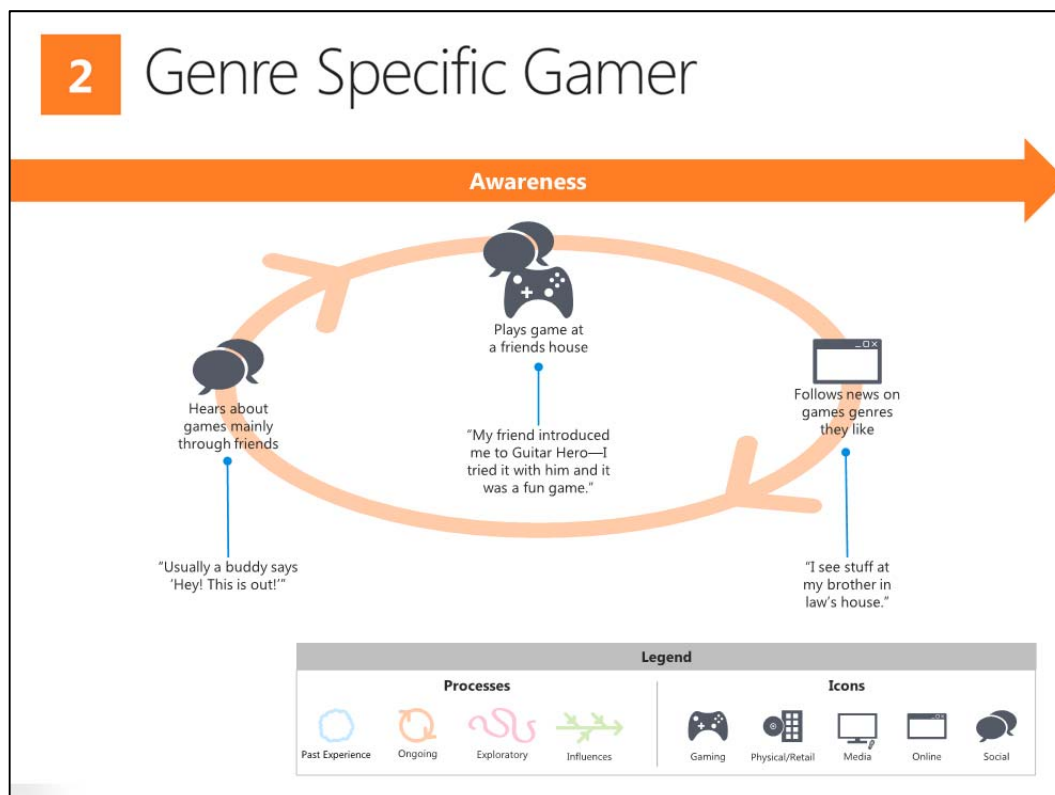 2
Genre Specific Gamer
Awareness
Plays game at
a friends house
Hears about
games mainly
through friends
Follows news on
games genres
they like
"My friend introduced
me to Guitar Hero—I
tried it with him and it
was a fun game."
"Usually a buddy says
'Hey! This is out!'"
"I see stuff at
my brother in
law's house."
Legend
Processes
Icons
Past Experience
Ongoing
Exploratory
Influences
Gaming
Physical/Retail
Media
Online
Social